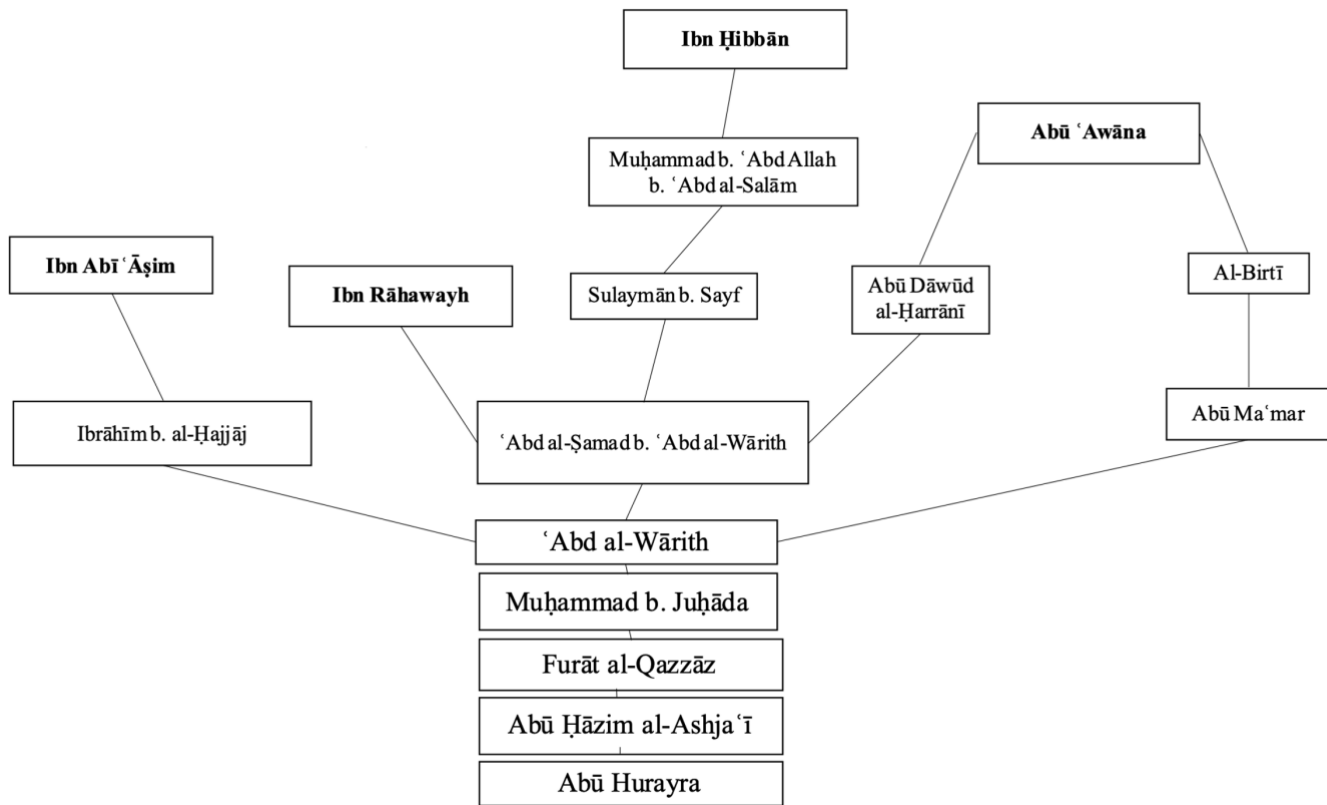 Ibn Ḥibbān
Abū ʿAwāna
Muḥammad b. ʿAbd Allah
b. ʿAbd al-Salām
Ibn Abī ʿĀṣim
Ibn Rāhawayh
Sulaymān b. Sayf
Abū Dāwūd
al-Ḥarrānī
Al-Birtī
Ibrāhīm b. al-Ḥajjāj
ʿAbd al-Ṣamad b. ʿAbd al-Wārith
Abū Maʿmar
ʿAbd al-Wārith
Muḥammad b. Juḥāda
Furāt al-Qazzāz
Abū Ḥāzim al-Ashjaʿī
Abū Hurayra